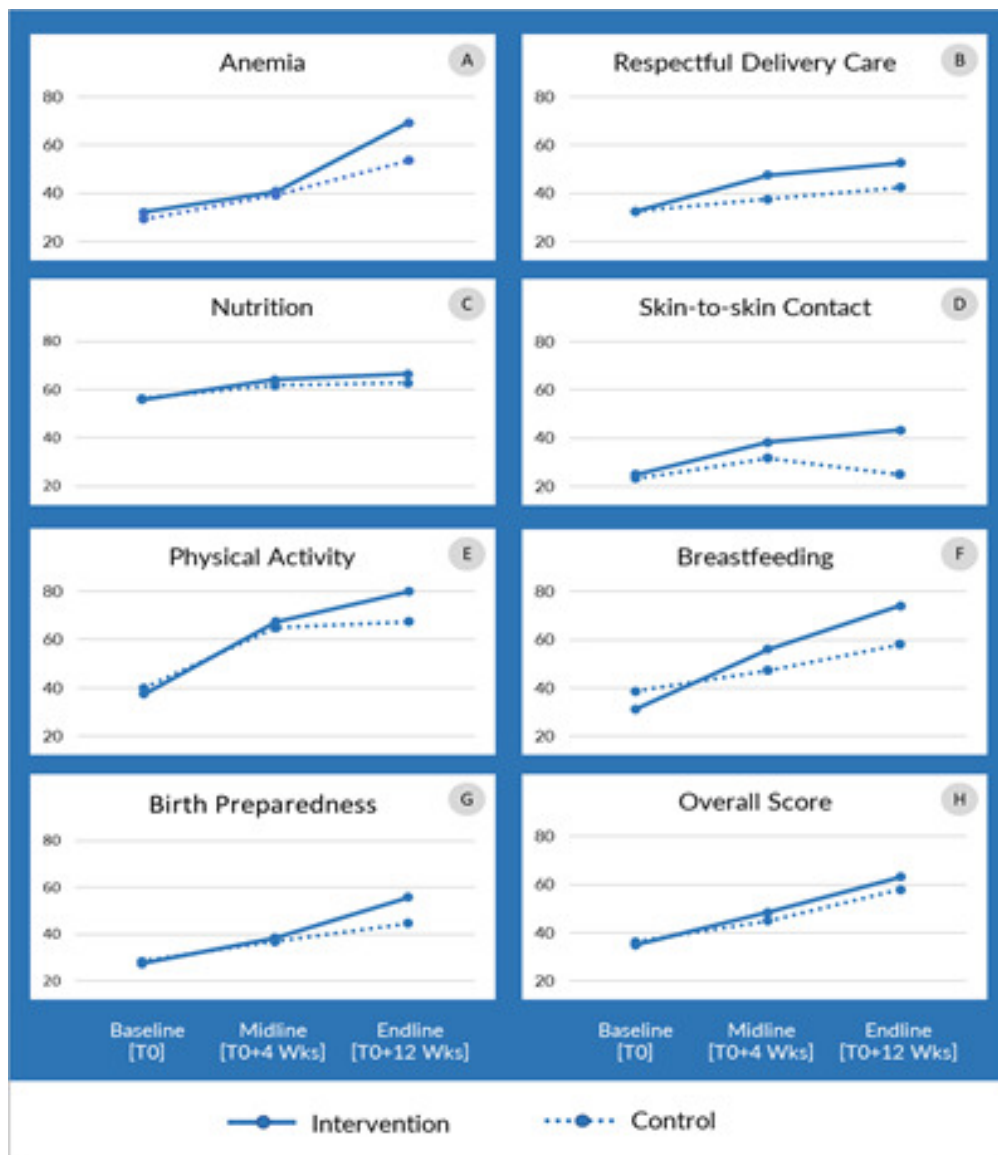 Anemia A
80
60
40
20
Respectful Delivery Care B
80
60
40
20
Nutrition C
80
60
40
20
Skin-to-skin Contact D
80
60
40
20
Physical Activity E
80
60
40
20
Breastfeeding F
80
60
40
20
Birth Preparedness G
80
60
40
20
Overall Score H
80
60
40
20
Baseline Midline Endline
[T0] [T0+4 Wks] [T0+12 Wks]
Baseline Midline Endline
[T0] [T0+4 Wks] [T0+12 Wks]
Intervention Control